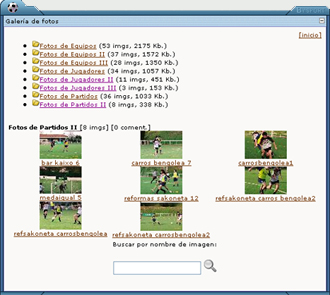 Galería de fotos
[inicio]
Fotos de Equipos (53 imgs, 2175 Kb.)
Fotos de Equipos II (37 imgs, 1572 Kb.)
Fotos de Equipos III (28 imgs, 1350 Kb.)
Fotos de Jugadores (34 imgs, 1057 Kb.)
Fotos de Jugadores II (11 imgs, 451 Kb.)
Fotos de Jugadores III (3 imgs, 153 Kb.)
Fotos de Partidos (36 imgs, 1033 Kb.)
Fotos de Partidos II (8 imgs, 338 Kb.)
Fotos de Partidos II [8 imgs] [0 coment.]
bar kaixo 6 carros bengolea 7 carrosbengolea1
medaigual 5 reformas sakoneta 12 refsakoneta carros bengolea2
refsakoneta carrosbengolea refsakoneta carrosbengolea2
Buscar por nombre de imagen: